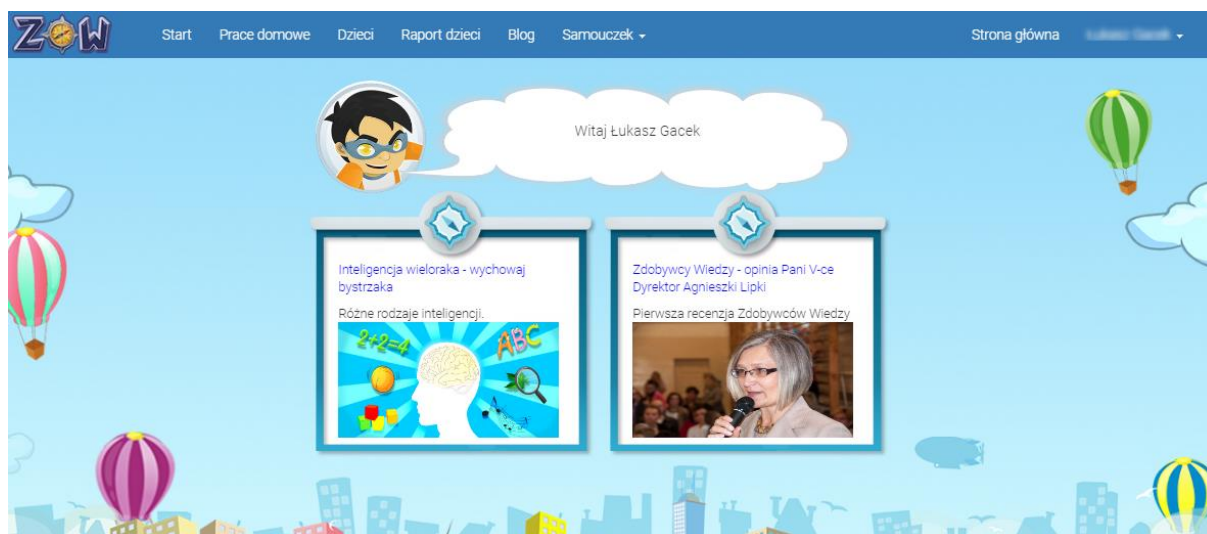 ZOW
Start Prace domowe Dzieci Raport dzieci Blog Samouczek Strona główna
Witaj Łukasz Gacek
Inteligencja wieloraka - wychowaj
bystrzaka
Różne rodzaje inteligencji.
2+2=4 ABC
Zdobywcy Wiedzy - opinia Pani V-ce
Dyrektor Agnieszki Lipki
Pierwsza recenzja Zdobywców Wiedzy